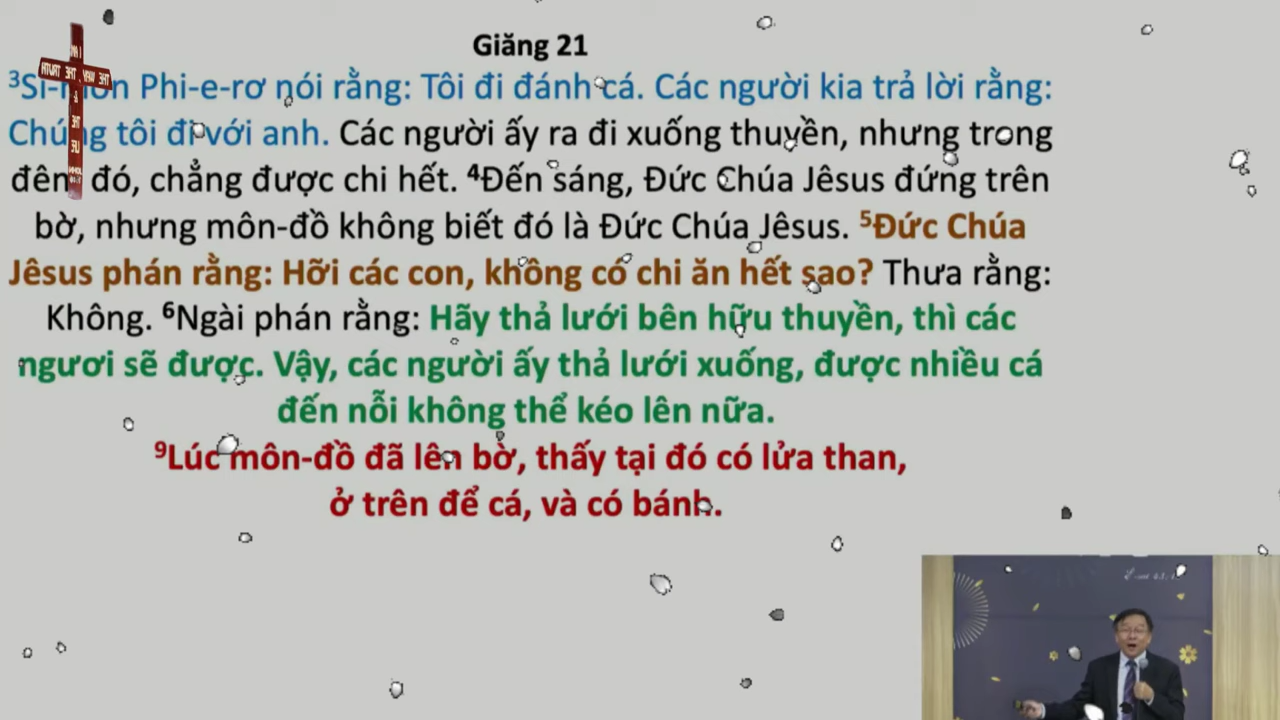 Giăng 21
³Si-môn Phi-e-rơ nói rằng: Tôi đi đánh cá. Các người kia trả lời rằng:
Chúng tôi đi với anh. Các người ấy ra đi xuống thuyền, nhưng trong
đêm đó, chẳng được chi hết. ⁴Đến sáng, Đức Chúa Jêsus đứng trên
bờ, nhưng môn-đồ không biết đó là Đức Chúa Jêsus. ⁵Đức Chúa
Jêsus phán rằng: Hỡi các con, không có chi ăn hết sao? Thưa rằng:
Không. ⁶Ngài phán rằng: Hãy thả lưới bên hữu thuyền, thì các
ngươi sẽ được. Vậy, các người ấy thả lưới xuống, được nhiều cá
đến nỗi không thể kéo lên nữa.
⁹Lúc môn-đồ đã lên bờ, thấy tại đó có lửa than,
ở trên để cá, và có bánh.